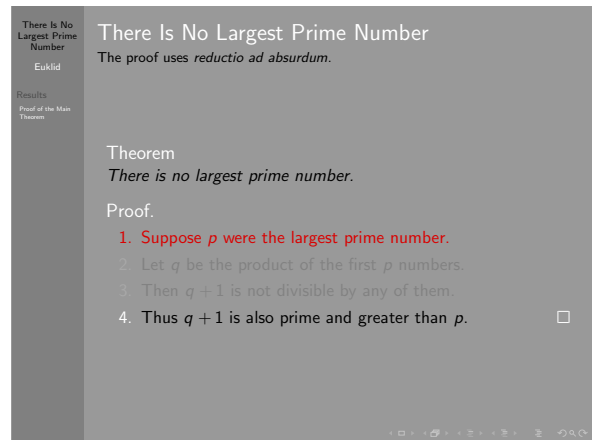 There Is No
Largest Prime
Number
Euklid
Results
Proof of the Main
Theorem
There Is No Largest Prime Number
The proof uses reductio ad absurdum.
Theorem
There is no largest prime number.
Proof.
1. Suppose p were the largest prime number.
2. Let q be the product of the first p numbers.
3. Then q + 1 is not divisible by any of them.
4. Thus q + 1 is also prime and greater than p. □